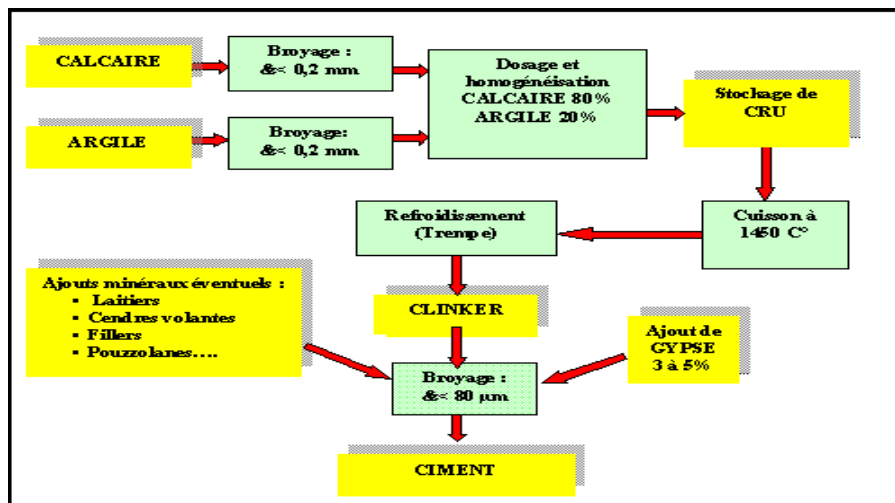 CALCAIRE
Broyage :
&< 0,2 mm
Dosage et
homogénéisation
CALCAIRE 80%
ARGILE 20%
Stockage de
CRU
ARGILE
Broyage:
&< 0,2 mm
Refroidissement
(Trempe)
Cuisson à
1450 C°
Ajouts minéraux éventuels :
▪ Laitiers
▪ Cendres volantes
▪ Fillers
▪ Pouzzolanes….
CLINKER
Ajout de
GYPSE
3 à 5%
Broyage :
&< 80 µm
CIMENT